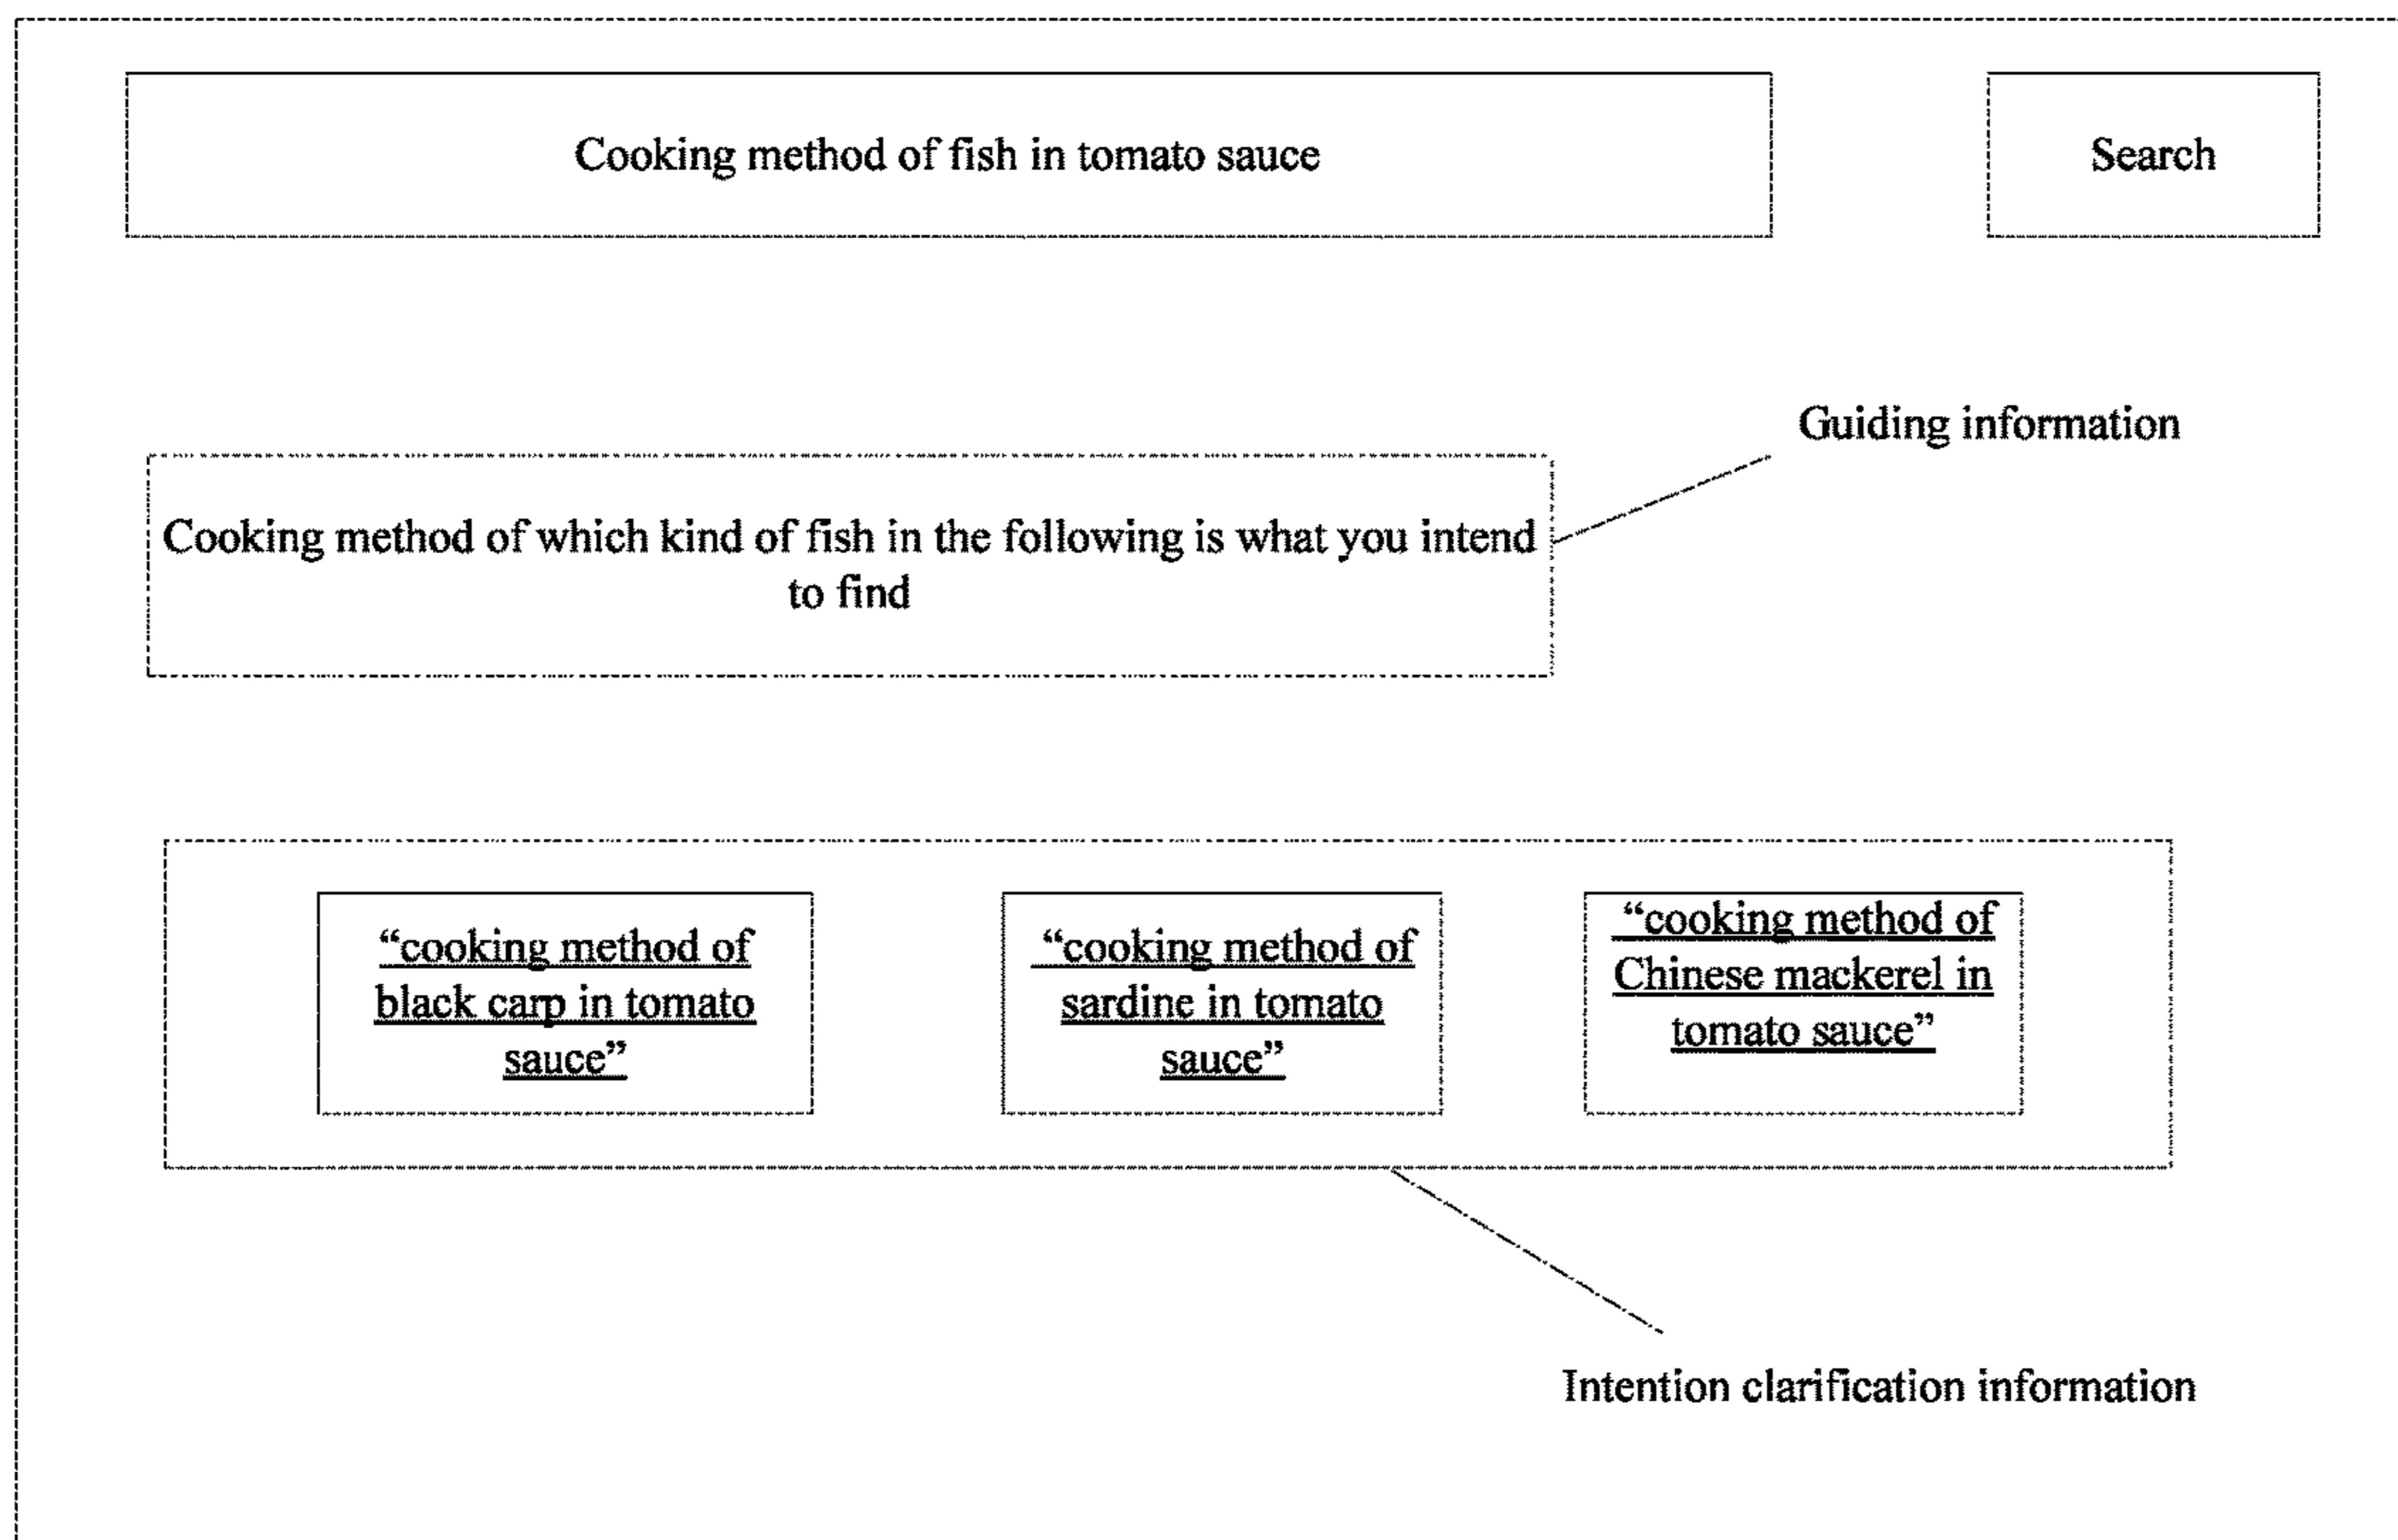 Cooking method of fish in tomato sauce
Search
Guiding information
Cooking method of which kind of fish in the following is what you intend
to find
“cooking method of
black carp in tomato
sauce”
“cooking method of
sardine in tomato
sauce”
“cooking method of
Chinese mackerel in
tomato sauce”
Intention clarification information